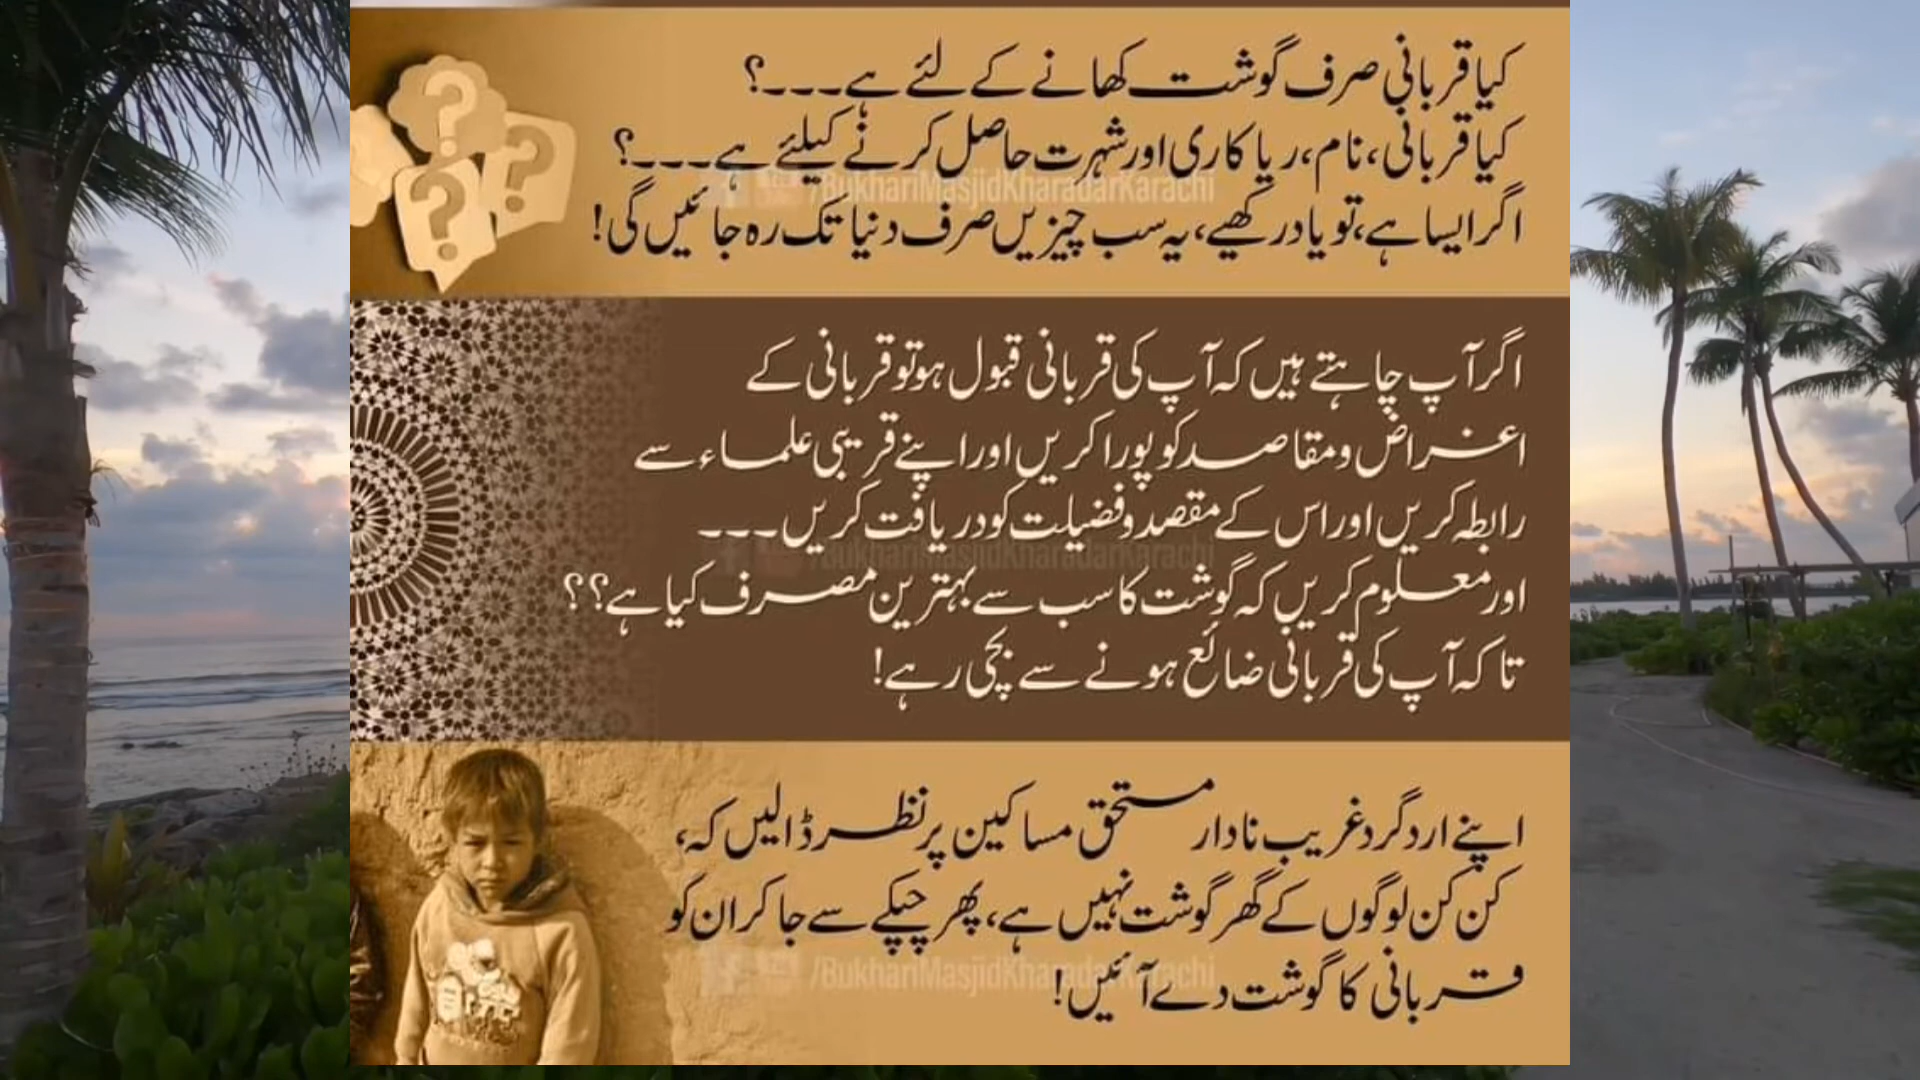 کیا قربانی صرف گوشت کھانے کے لئے ہے۔۔۔؟
کیا قربانی، نام، ریا کاری اور شہرت حاصل کرنے کیلئے ہے۔۔۔؟
/BukhariMasjidKharadarKarachi
اگر ایسا ہے، تو یاد رکھیے، یہ سب چیزیں صرف دنیا تک رہ جائیں گی!
اگر آپ چاہتے ہیں کہ آپ کی قربانی قبول ہو تو قربانی کے
اغراض و مقاصد کو پورا کریں اور اپنے قریبی علماء سے
رابطہ کریں اور اس کے مقصد و فضیلت کو دریافت کریں۔۔۔
/BukhariMasjidKharadarKarachi
اور معلوم کریں کہ گوشت کا سب سے بہترین مصرف کیا ہے؟؟
تاکہ آپ کی قربانی ضائع ہونے سے بچی رہے!
اپنے ارد گرد غریب نادار مستحق مساکین پر نظر ڈالیں کہ،
کن کن لوگوں کے گھر گوشت نہیں ہے، پھر چپکے سے جا کر ان کو
/BukhariMasjidKharadarKarachi
قربانی کا گوشت دے آئیں!